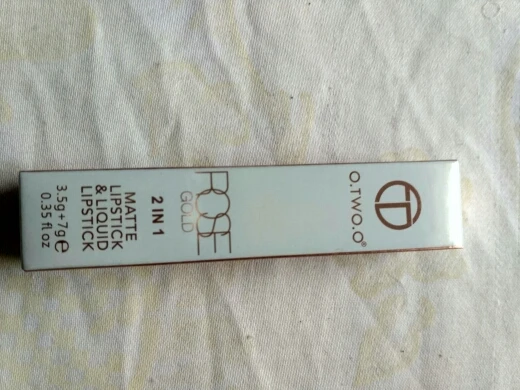 O.TWO.O®
ROSE
GOLD
2 IN 1
MATTE
LIPSTICK
& LIQUID
LIPSTICK
3.5g+7g e
0.35 fl oz